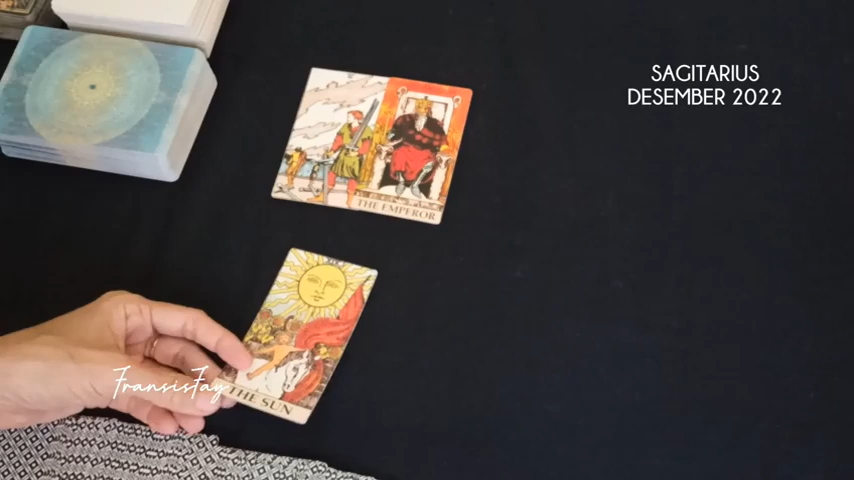 SAGITARIUS
DESEMBER 2022
THE EMPEROR
THE SUN
FransisFay